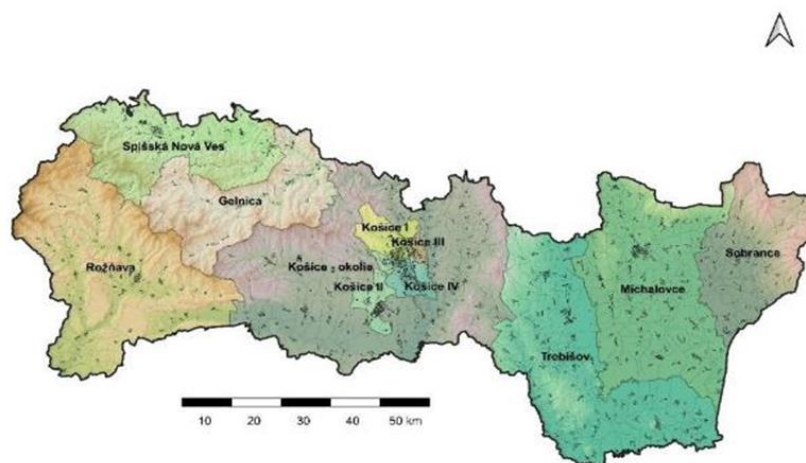 Spišská Nová Ves
Gelnica
Košice I
Košice III
Rožňava
Košice - okolie
Košice II
Košice IV
Sobrance
Michalovce
Trebišov
10 20 30 40 50 km